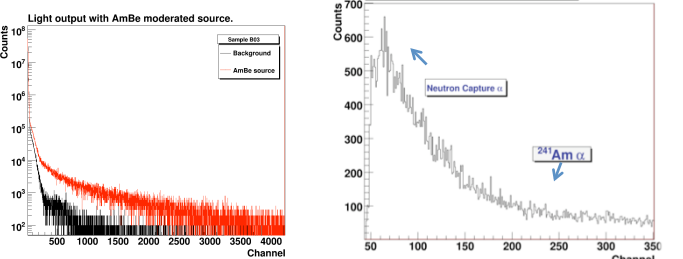 Light output with AmBe moderated source.
Counts
10^8
10^7
10^6
10^5
10^4
10^3
10^2
Sample B03
Background
AmBe source
500 1000 1500 2000 2500 3000 3500 4000
Channel
Counts
700
600
500
400
300
200
100
Neutron Capture α
241Am α
50 100 150 200 250 300 350
Channel